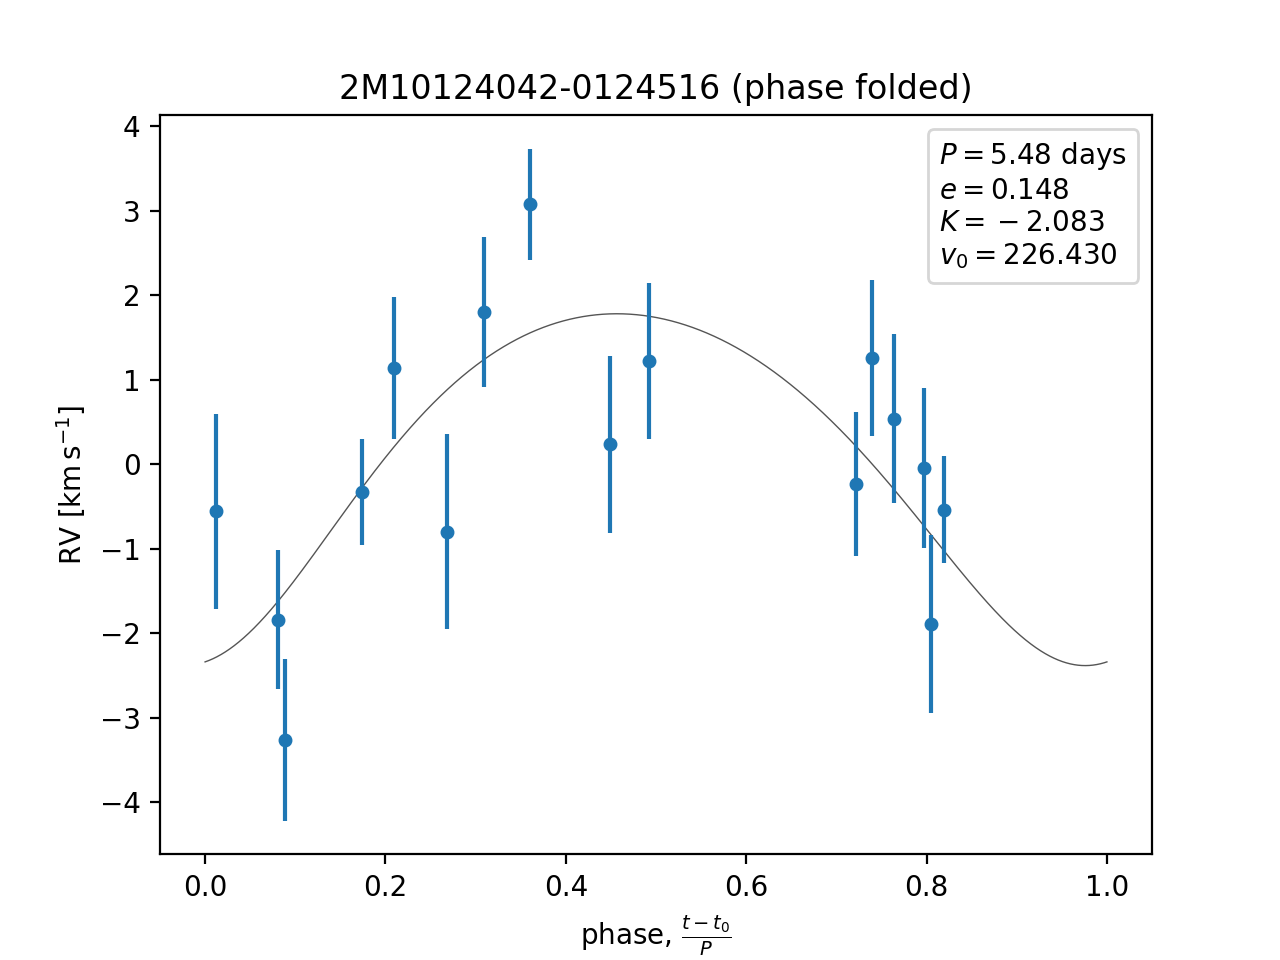 2M10124042-0124516 (phase folded)
P = 5.48 days
e = 0.148
K = −2.083
v₀ = 226.430
RV [km s⁻¹]
4
3
2
1
0
−1
−2
−3
−4
0.0 0.2 0.4 0.6 0.8 1.0
phase, (t − t₀)/P